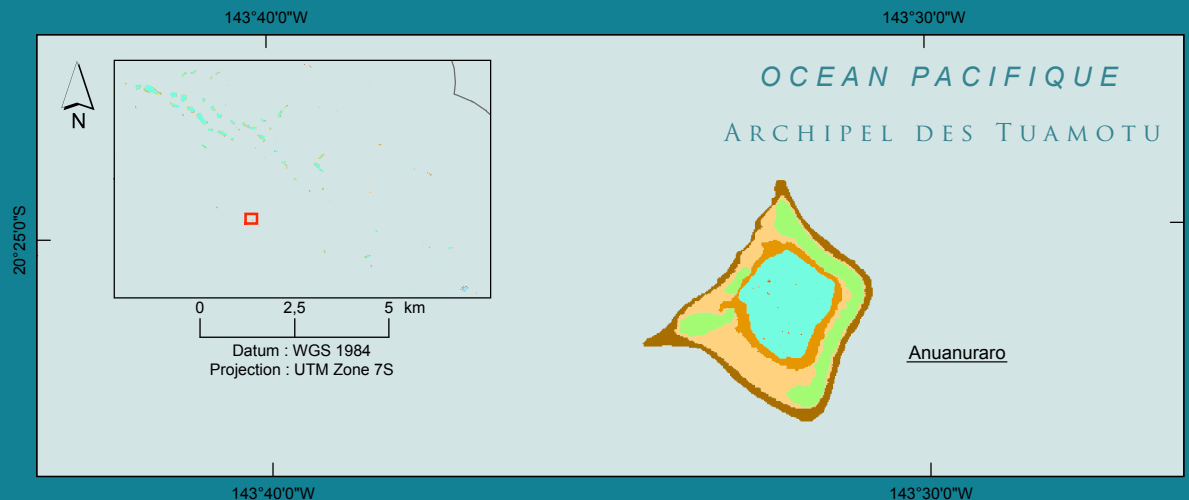 143°40'0"W 143°30'0"W
OCEAN PACIFIQUE
ARCHIPEL DES TUAMOTU
N
20°25'0"S
0 2,5 5 km
Datum : WGS 1984
Projection : UTM Zone 7S
Anuanuraro
143°40'0"W 143°30'0"W